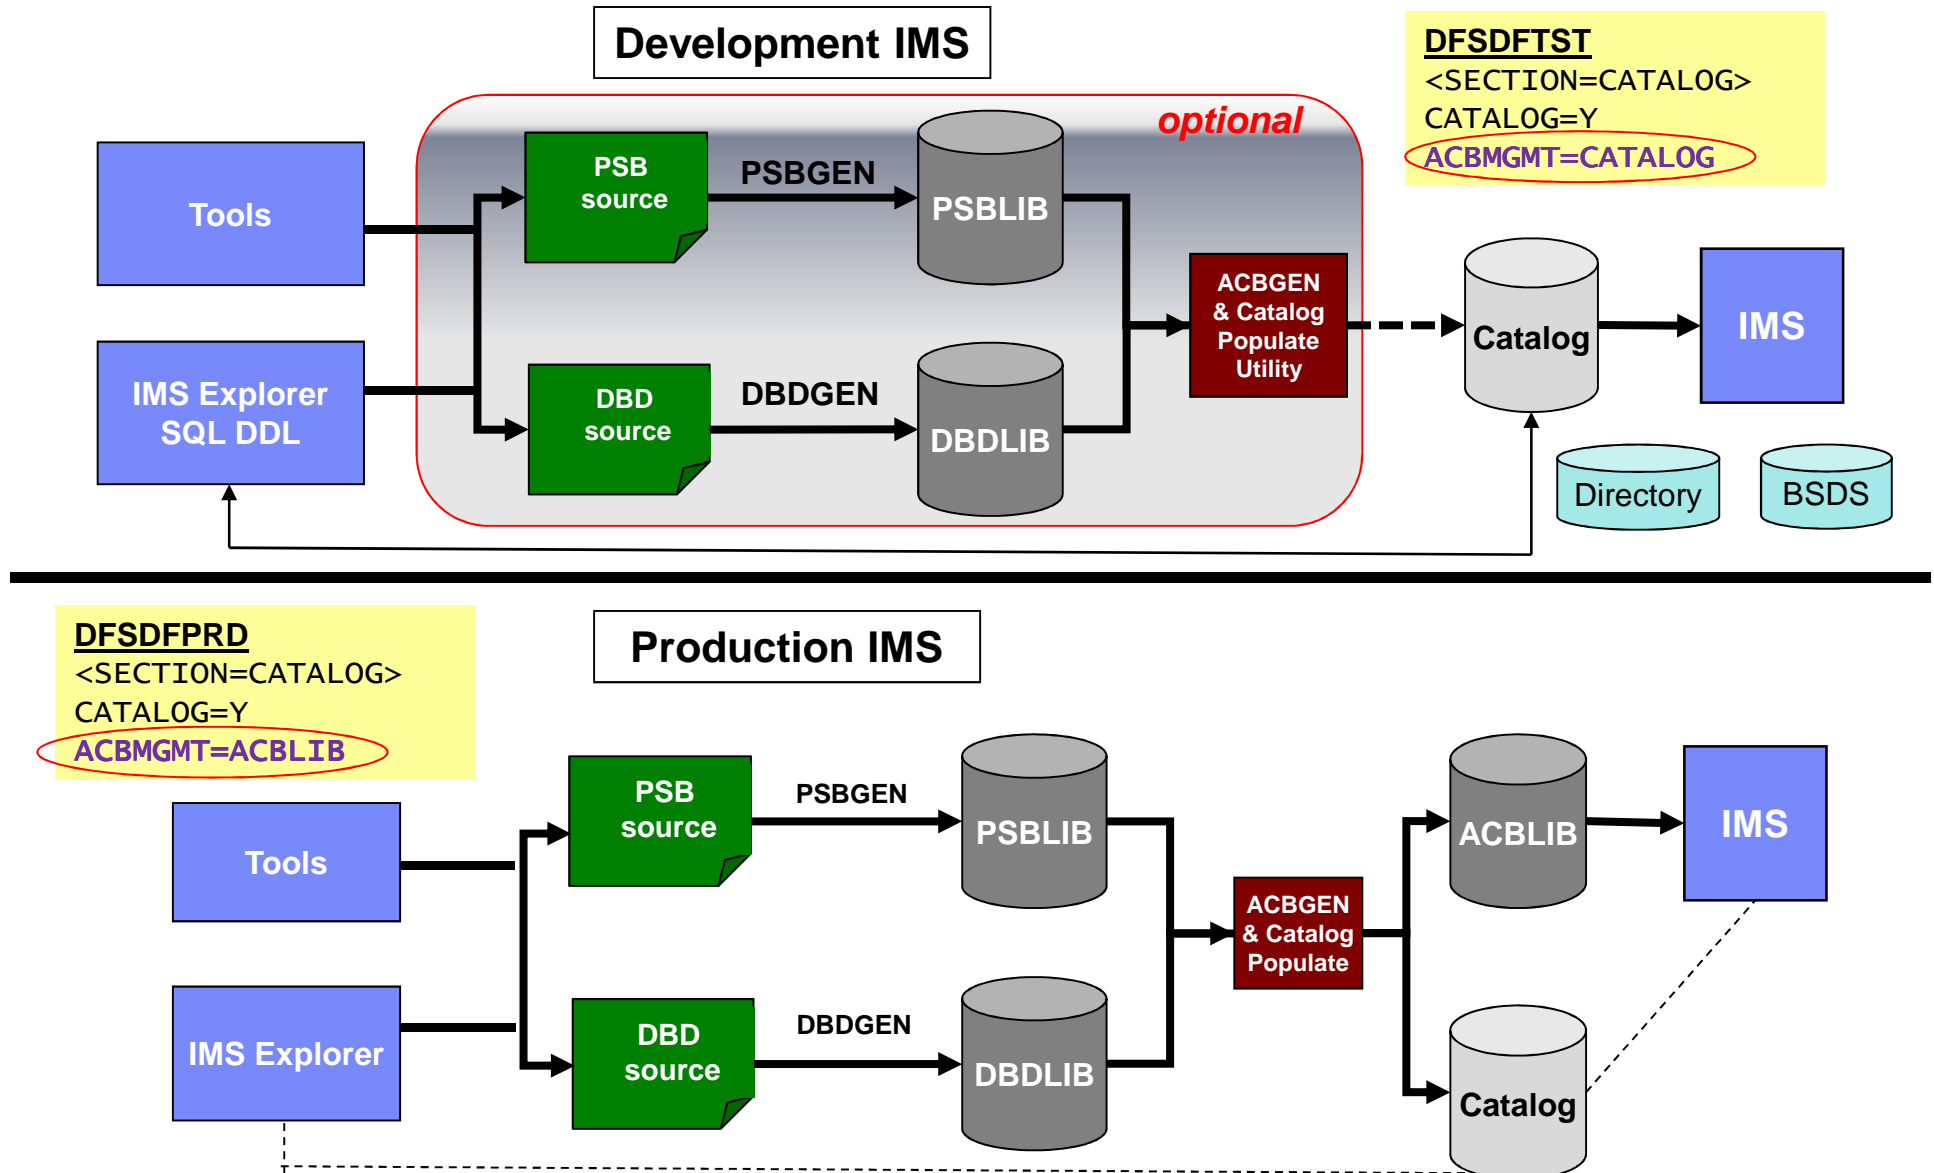 Development IMS
DFSDFTST
<SECTION=CATALOG>
CATALOG=Y
ACBMGMT=CATALOG
optional
Tools
PSB
source
PSBGEN
PSBLIB
ACBGEN
& Catalog
Populate
Utility
Catalog
IMS
IMS Explorer
SQL DDL
DBD
source
DBDGEN
DBDLIB
Directory
BSDS
DFSDFPRD
<SECTION=CATALOG>
CATALOG=Y
ACBMGMT=ACBLIB
Production IMS
Tools
PSB
source
PSBGEN
PSBLIB
ACBLIB
IMS
ACBGEN
& Catalog
Populate
IMS Explorer
DBD
source
DBDGEN
DBDLIB
Catalog